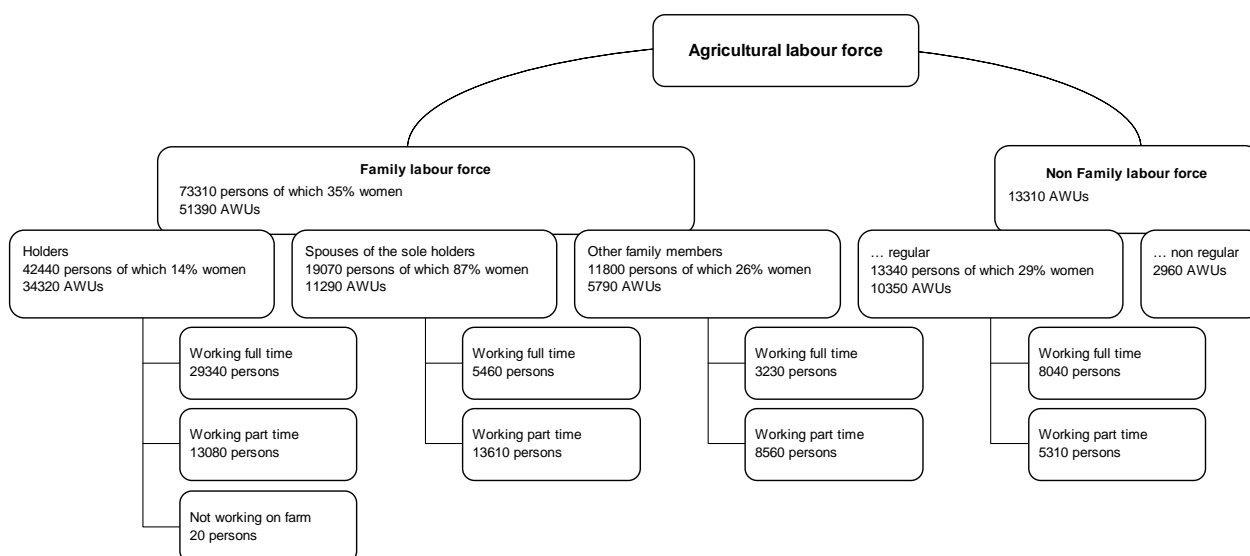 Agricultural labour force
Family labour force
73310 persons of which 35% women
51390 AWUs
Non Family labour force
13310 AWUs
Holders
42440 persons of which 14% women
34320 AWUs
Spouses of the sole holders
19070 persons of which 87% women
11290 AWUs
Other family members
11800 persons of which 26% women
5790 AWUs
... regular
13340 persons of which 29% women
10350 AWUs
... non regular
2960 AWUs
Working full time
29340 persons
Working full time
5460 persons
Working full time
3230 persons
Working full time
8040 persons
Working part time
13080 persons
Working part time
13610 persons
Working part time
8560 persons
Working part time
5310 persons
Not working on farm
20 persons